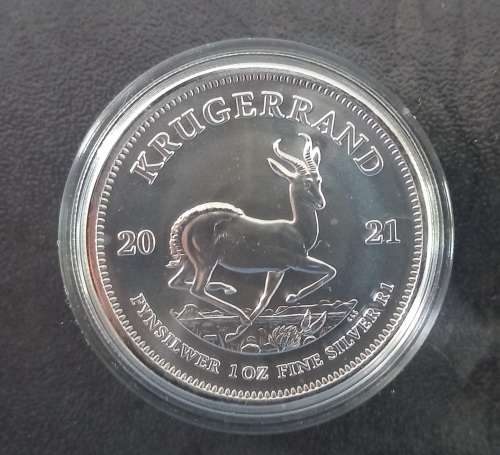 KRUGERRAND
20 21
FYNSILWER 1 OZ FINE SILVER R1